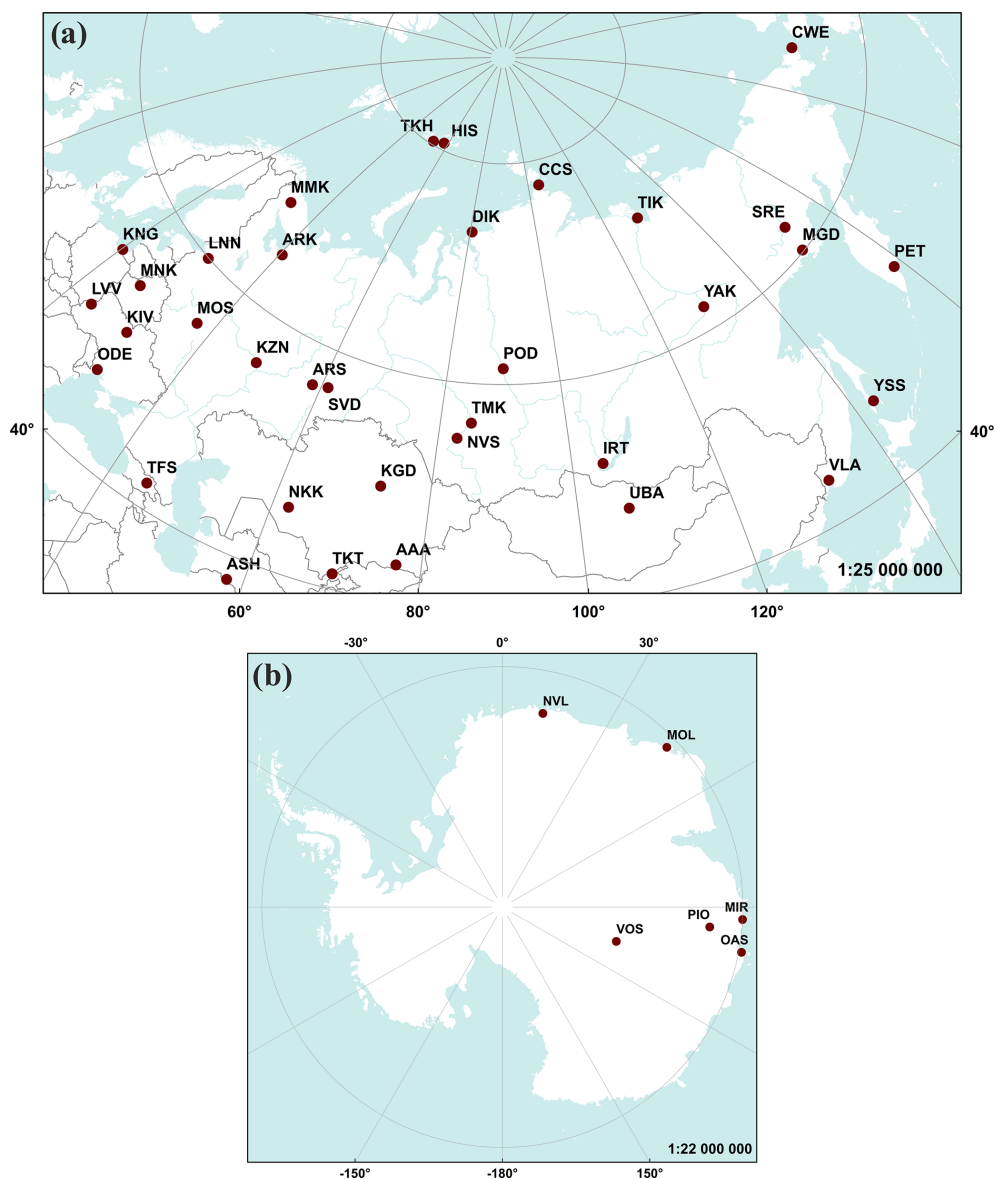 (a)
CWE
TKH
HIS
CCS
MMK
TIK
SRE
DIK
KNG
LNN
ARK
MGD
PET
MNK
LVV
YAK
MOS
KIV
ODE
KZN
POD
ARS
SVD
YSS
TMK
40°
NVS
40°
IRT
VLA
TFS
KGD
NKK
UBA
ASH
TKT
AAA
1:25 000 000
60°
80°
100°
120°
-30°
0°
30°
(b)
NVL
MOL
MIR
PIO
VOS
OAS
1:22 000 000
-150°
-180°
150°